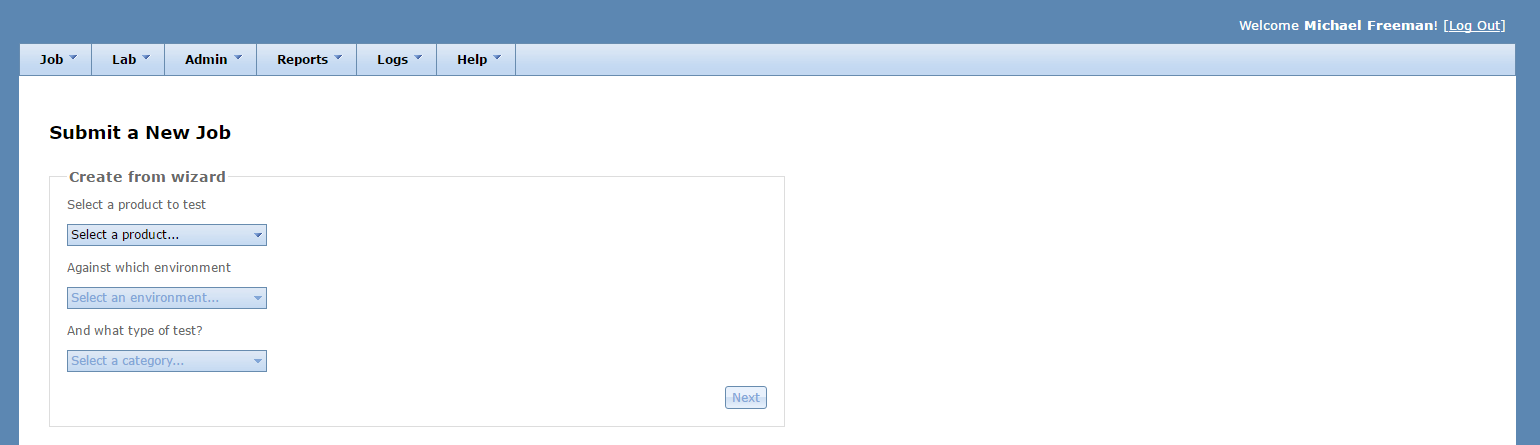 Welcome Michael Freeman! [Log Out]
Job Lab Admin Reports Logs Help
Submit a New Job
Create from wizard
Select a product to test
Select a product...
Against which environment
Select an environment...
And what type of test?
Select a category...
Next